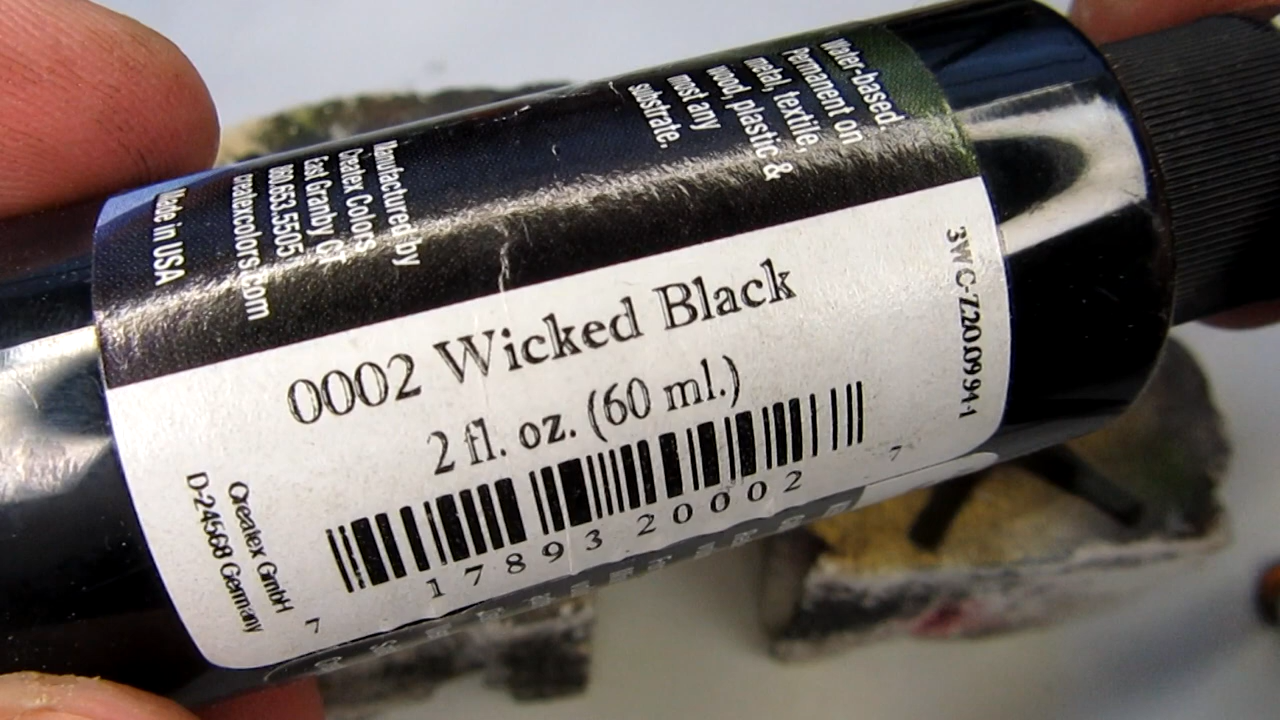 Water-based.
Permanent on
metal, textile,
wood, plastic &
most any
substrate.
Manufactured by
Createx Colors
East Granby CT
860.653.5505
createxcolors.com
Made in USA
0002 Wicked Black
2 fl. oz. (60 ml.)
7 17893 20002 7
Createx GmbH
D-24568 Germany
3WC-Z20.09 94-1